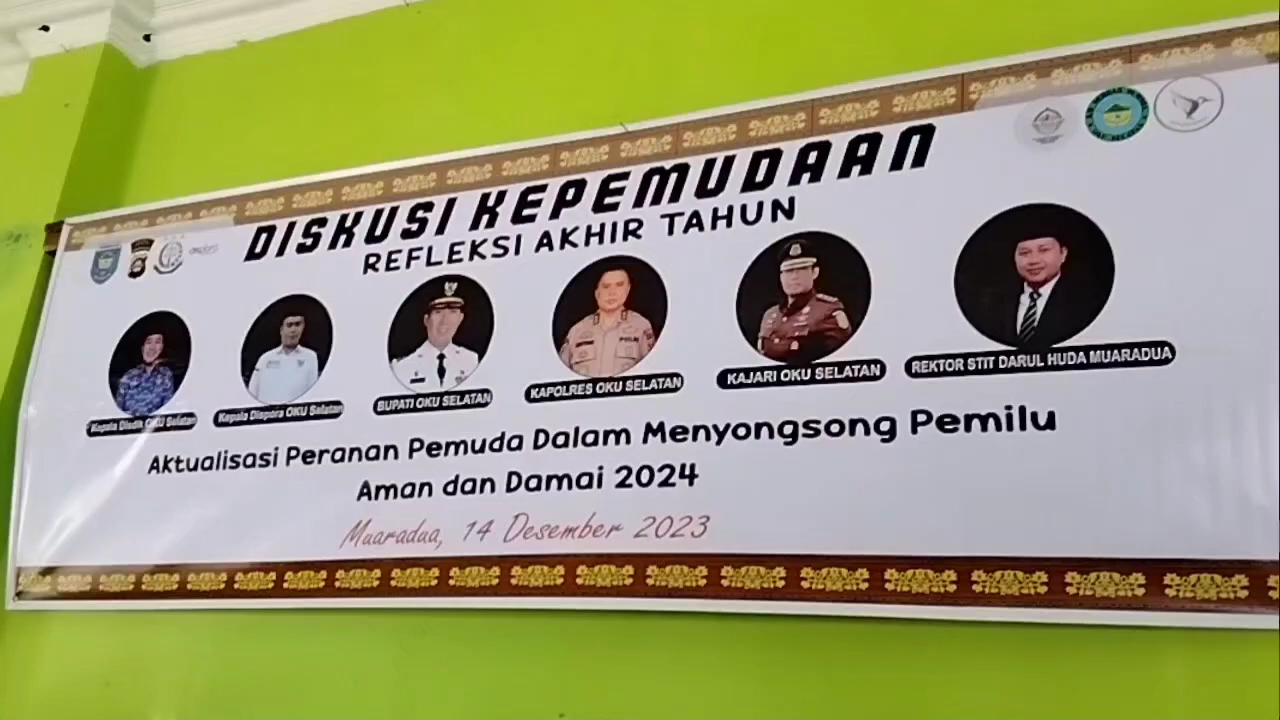 DISKUSI KEPEMUDAAN
REFLEKSI AKHIR TAHUN
Kepala Disdik OKU Selatan
Kepala Dispora OKU Selatan
BUPATI OKU SELATAN
KAPOLRES OKU SELATAN
KAJARI OKU SELATAN
REKTOR STIT DARUL HUDA MUARADUA
Aktualisasi Peranan Pemuda Dalam Menyongsong Pemilu
Aman dan Damai 2024
Muaradua, 14 Desember 2023